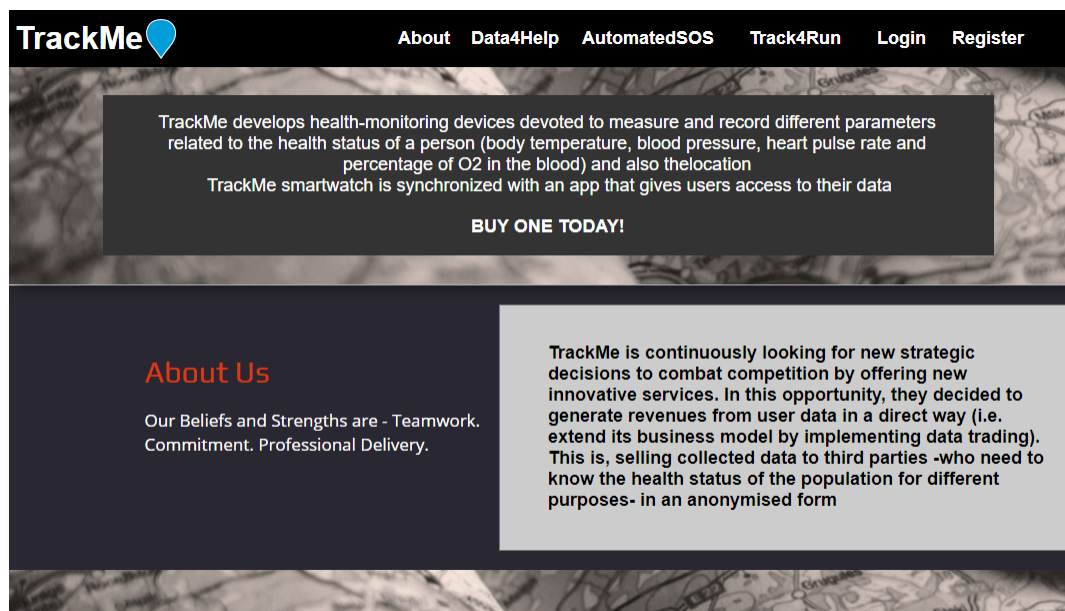 TrackMe
About Data4Help AutomatedSOS Track4Run Login Register
TrackMe develops health-monitoring devices devoted to measure and record different parameters
related to the health status of a person (body temperature, blood pressure, heart pulse rate and
percentage of O2 in the blood) and also thelocation
TrackMe smartwatch is synchronized with an app that gives users access to their data
BUY ONE TODAY!
About Us
Our Beliefs and Strengths are - Teamwork.
Commitment. Professional Delivery.
TrackMe is continuously looking for new strategic
decisions to combat competition by offering new
innovative services. In this opportunity, they decided to
generate revenues from user data in a direct way (i.e.
extend its business model by implementing data trading).
This is, selling collected data to third parties -who need to
know the health status of the population for different
purposes- in an anonymised form